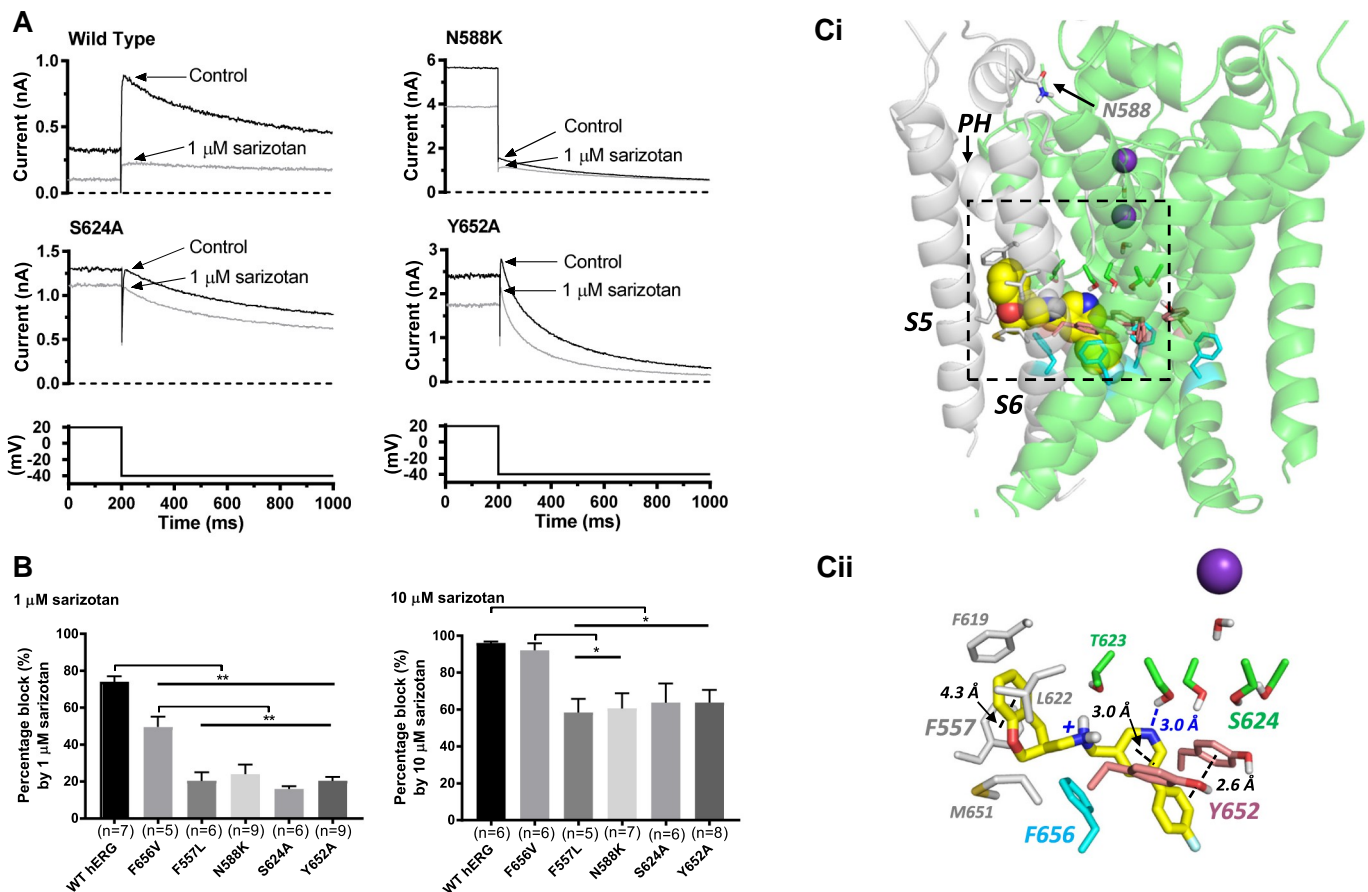 A
Wild Type
Current (nA)
1.0
0.5
0.0
Control
1 μM sarizotan
N588K
Current (nA)
6
4
2
0
Control
1 μM sarizotan
S624A
Current (nA)
1.5
1.0
0.5
0.0
Control
1 μM sarizotan
Y652A
Current (nA)
3
2
1
0
Control
1 μM sarizotan
(mV)
20
0
-20
-40
0 200 400 600 800 1000
Time (ms)
(mV)
20
0
-20
-40
0 200 400 600 800 1000
Time (ms)
B
1 μM sarizotan
Percentage block (%)
by 1 μM sarizotan
100
80
60
40
20
0
**
**
(n=7) (n=5) (n=6) (n=9) (n=6) (n=9)
WT hERG
F656V
F557L
N588K
S624A
Y652A
10 μM sarizotan
Percentage block (%)
by 10 μM sarizotan
100
80
60
40
20
0
*
*
(n=6) (n=6) (n=5) (n=7) (n=6) (n=8)
WT hERG
F656V
F557L
N588K
S624A
Y652A
Ci
N588
PH
S5
S6
Cii
F619
T623
4.3 Å
L622
S624
F557
+
3.0 Å
3.0 Å
2.6 Å
Y652
M651
F656